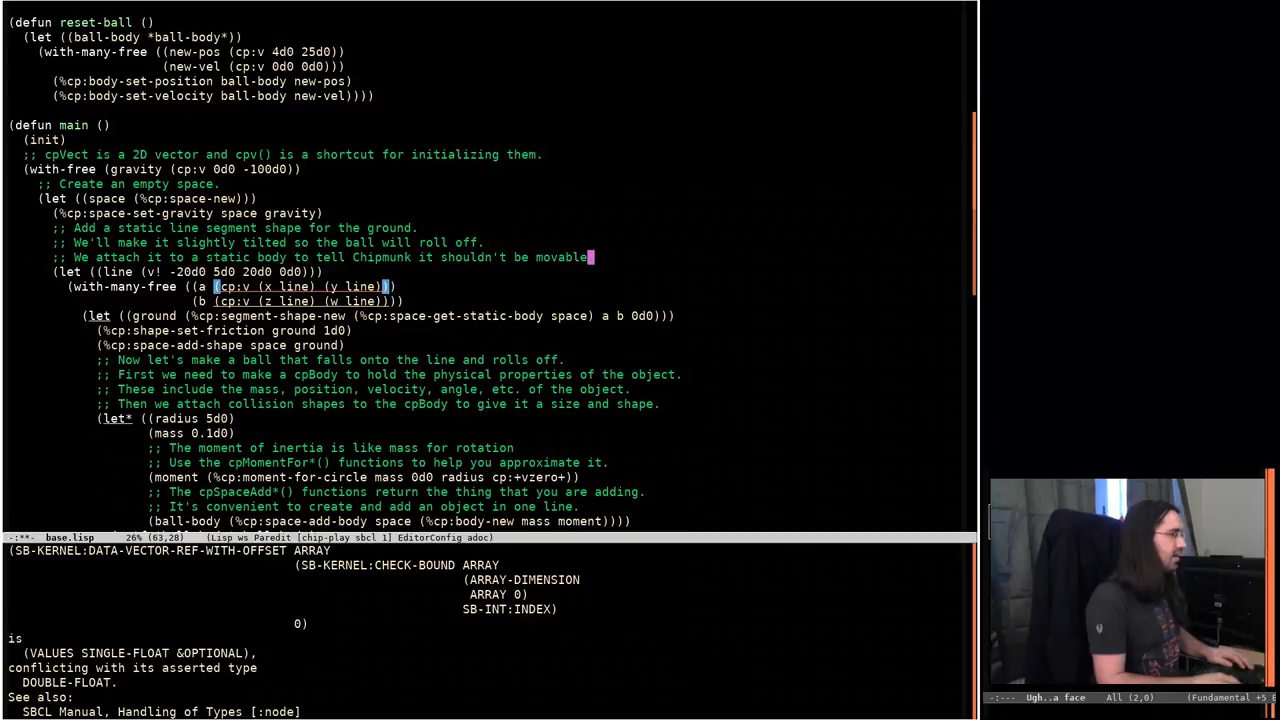 (defun reset-ball ()
  (let ((ball-body *ball-body*))
    (with-many-free ((new-pos (cp:v 4d0 25d0))
                     (new-vel (cp:v 0d0 0d0)))
      (%cp:body-set-position ball-body new-pos)
      (%cp:body-set-velocity ball-body new-vel))))
(defun main ()
  (init)
  ;; cpVect is a 2D vector and cpv() is a shortcut for initializing them.
  (with-free (gravity (cp:v 0d0 -100d0))
    ;; Create an empty space.
    (let ((space (%cp:space-new)))
      (%cp:space-set-gravity space gravity)
      ;; Add a static line segment shape for the ground.
      ;; We'll make it slightly tilted so the ball will roll off.
      ;; We attach it to a static body to tell Chipmunk it shouldn't be movable.
      (let ((line (v! -20d0 5d0 20d0 0d0)))
        (with-many-free ((a (cp:v (x line) (y line)))
                         (b (cp:v (z line) (w line))))
          (let ((ground (%cp:segment-shape-new (%cp:space-get-static-body space) a b 0d0)))
            (%cp:shape-set-friction ground 1d0)
            (%cp:space-add-shape space ground)
            ;; Now let's make a ball that falls onto the line and rolls off.
            ;; First we need to make a cpBody to hold the physical properties of the object.
            ;; These include the mass, position, velocity, angle, etc. of the object.
            ;; Then we attach collision shapes to the cpBody to give it a size and shape.
            (let* ((radius 5d0)
                   (mass 0.1d0)
                   ;; The moment of inertia is like mass for rotation
                   ;; Use the cpMomentFor*() functions to help you approximate it.
                   (moment (%cp:moment-for-circle mass 0d0 radius cp:+vzero+))
                   ;; The cpSpaceAdd*() functions return the thing that you are adding.
                   ;; It's convenient to create and add an object in one line.
                   (ball-body (%cp:space-add-body space (%cp:body-new mass moment))))
-:**-  base.lisp      26% (63,28)     (Lisp ws Paredit [chip-play sbcl 1] EditorConfig adoc)
(SB-KERNEL:DATA-VECTOR-REF-WITH-OFFSET ARRAY
                                       (SB-KERNEL:CHECK-BOUND ARRAY
                                                              (ARRAY-DIMENSION
                                                               ARRAY 0)
                                                              SB-INT:INDEX)
                                       0)
is
  (VALUES SINGLE-FLOAT &OPTIONAL),
conflicting with its asserted type
  DOUBLE-FLOAT.
See also:
  SBCL Manual, Handling of Types [:node]
-:---  Ugh..a face    All (2,0)      (Fundamental +5 E